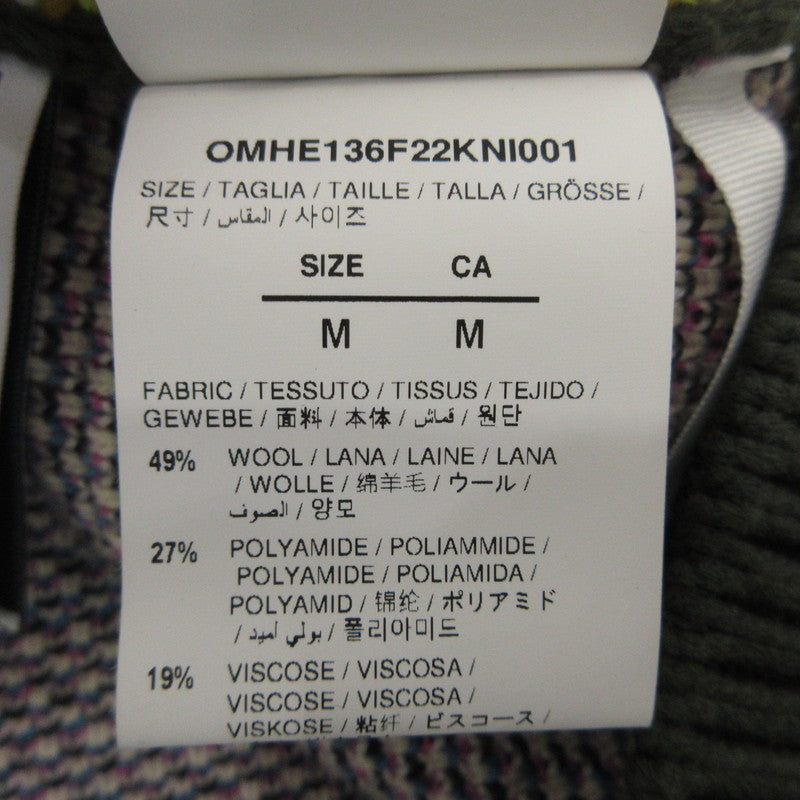 OMHE136F22KNI001
SIZE / TAGLIA / TAILLE / TALLA / GRÖSSE /
尺寸 / المقاس / 사이즈
SIZE CA
M M
FABRIC / TESSUTO / TISSUS / TEJIDO /
GEWEBE / 面料 / 本体 / قماش / 원단
49% WOOL / LANA / LAINE / LANA
/ WOLLE / 绵羊毛 / ウール /
الصوف / 양모
27% POLYAMIDE / POLIAMMIDE /
POLYAMIDE / POLIAMIDA /
POLYAMID / 锦纶 / ポリアミド
/ بولي أميد / 폴리아미드
19% VISCOSE / VISCOSA /
VISCOSE / VISCOSA /
VISKOSE / 粘纤 / ビスコース /